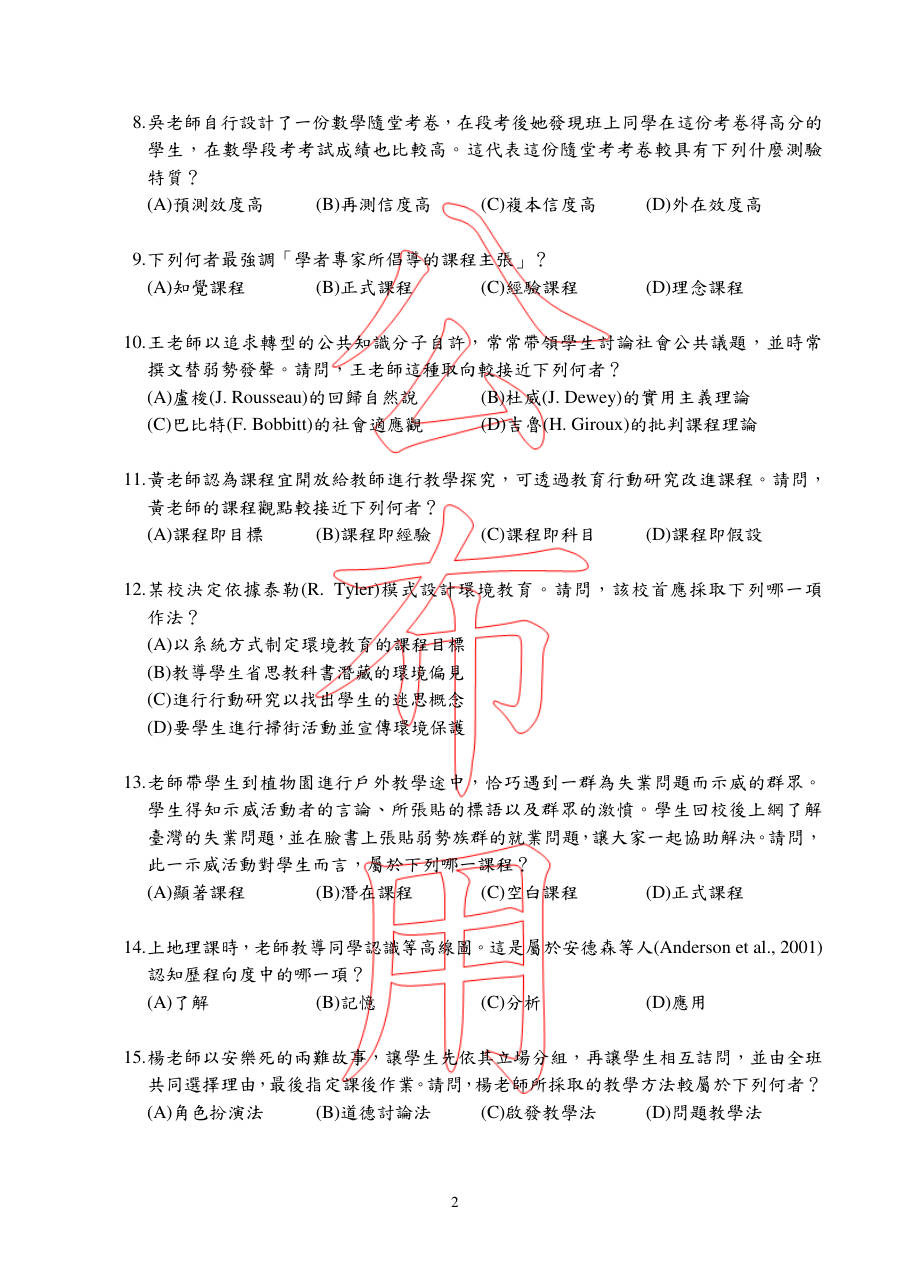 8.吳老師自行設計了一份數學隨堂考卷，在段考後她發現班上同學在這份考卷得高分的
學生，在數學段考考試成績也比較高。這代表這份隨堂考考卷較具有下列什麼測驗
特質？
(A)預測效度高 (B)再測信度高 (C)複本信度高 (D)外在效度高
9.下列何者最強調「學者專家所倡導的課程主張」？
(A)知覺課程 (B)正式課程 (C)經驗課程 (D)理念課程
10.王老師以追求轉型的公共知識分子自許，常常帶領學生討論社會公共議題，並時常
撰文替弱勢發聲。請問，王老師這種取向較接近下列何者？
(A)盧梭(J. Rousseau)的回歸自然說 (B)杜威(J. Dewey)的實用主義理論
(C)巴比特(F. Bobbitt)的社會適應觀 (D)吉魯(H. Giroux)的批判課程理論
11.黃老師認為課程宜開放給教師進行教學探究，可透過教育行動研究改進課程。請問，
黃老師的課程觀點較接近下列何者？
(A)課程即目標 (B)課程即經驗 (C)課程即科目 (D)課程即假設
12.某校決定依據泰勒(R. Tyler)模式設計環境教育。請問，該校首應採取下列哪一項
作法？
(A)以系統方式制定環境教育的課程目標
(B)教導學生省思教科書潛藏的環境偏見
(C)進行行動研究以找出學生的迷思概念
(D)要學生進行掃街活動並宣傳環境保護
13.老師帶學生到植物園進行戶外教學途中，恰巧遇到一群為失業問題而示威的群眾。
學生得知示威活動者的言論、所張貼的標語以及群眾的激憤。學生回校後上網了解
臺灣的失業問題，並在臉書上張貼弱勢族群的就業問題，讓大家一起協助解決。請問，
此一示威活動對學生而言，屬於下列哪一課程？
(A)顯著課程 (B)潛在課程 (C)空白課程 (D)正式課程
14.上地理課時，老師教導同學認識等高線圖。這是屬於安德森等人(Anderson et al., 2001)
認知歷程向度中的哪一項？
(A)了解 (B)記憶 (C)分析 (D)應用
15.楊老師以安樂死的兩難故事，讓學生先依其立場分組，再讓學生相互詰問，並由全班
共同選擇理由，最後指定課後作業。請問，楊老師所採取的教學方法較屬於下列何者？
(A)角色扮演法 (B)道德討論法 (C)啟發教學法 (D)問題教學法
2
公
布
用